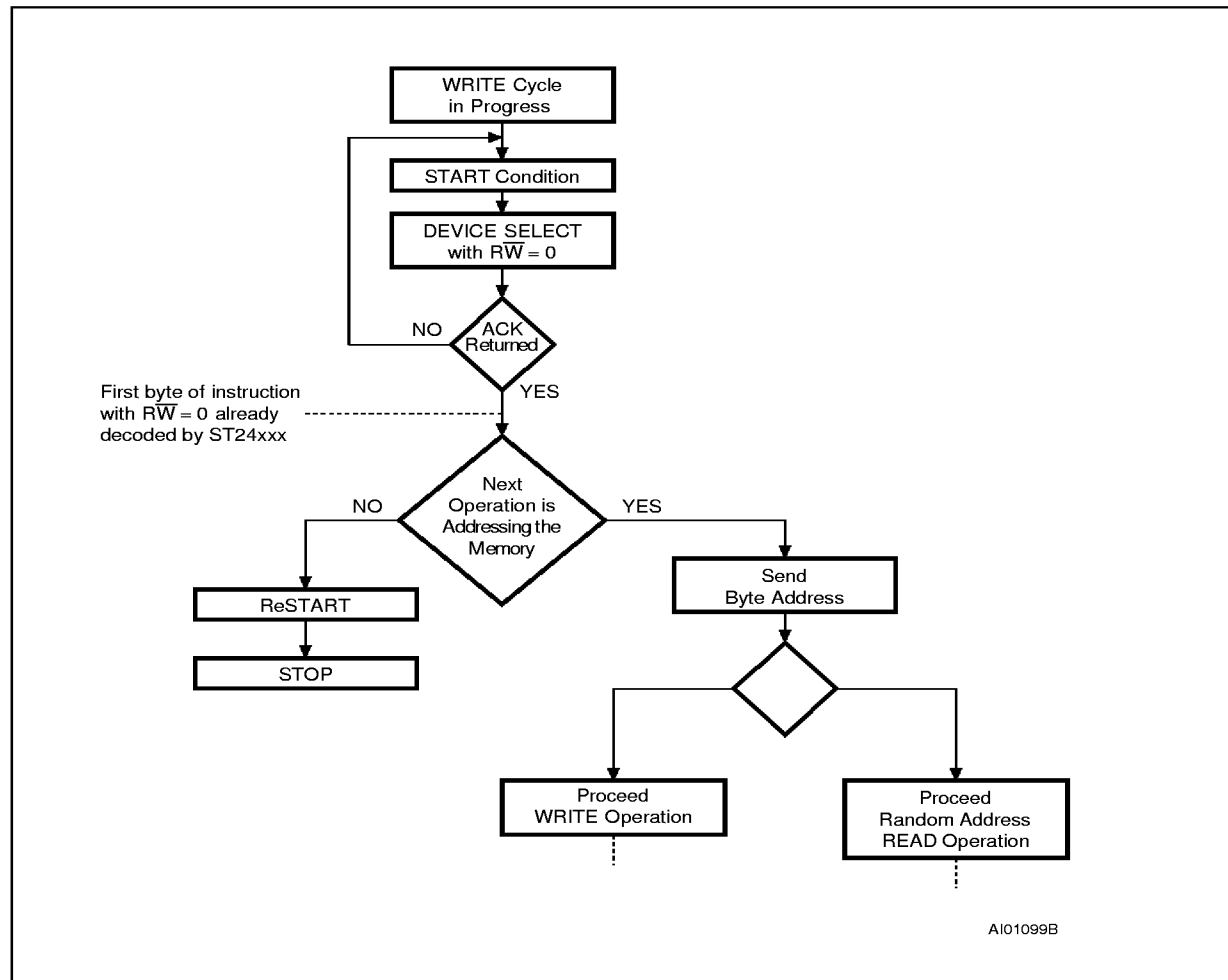 WRITE Cycle
in Progress
START Condition
DEVICE SELECT
with RW̅ = 0
NO
ACK
Returned
YES
First byte of instruction
with RW̅ = 0 already
decoded by ST24xxx
NO
Next
Operation is
Addressing the
Memory
YES
ReSTART
STOP
Send
Byte Address
Proceed
WRITE Operation
Proceed
Random Address
READ Operation
AI01099B